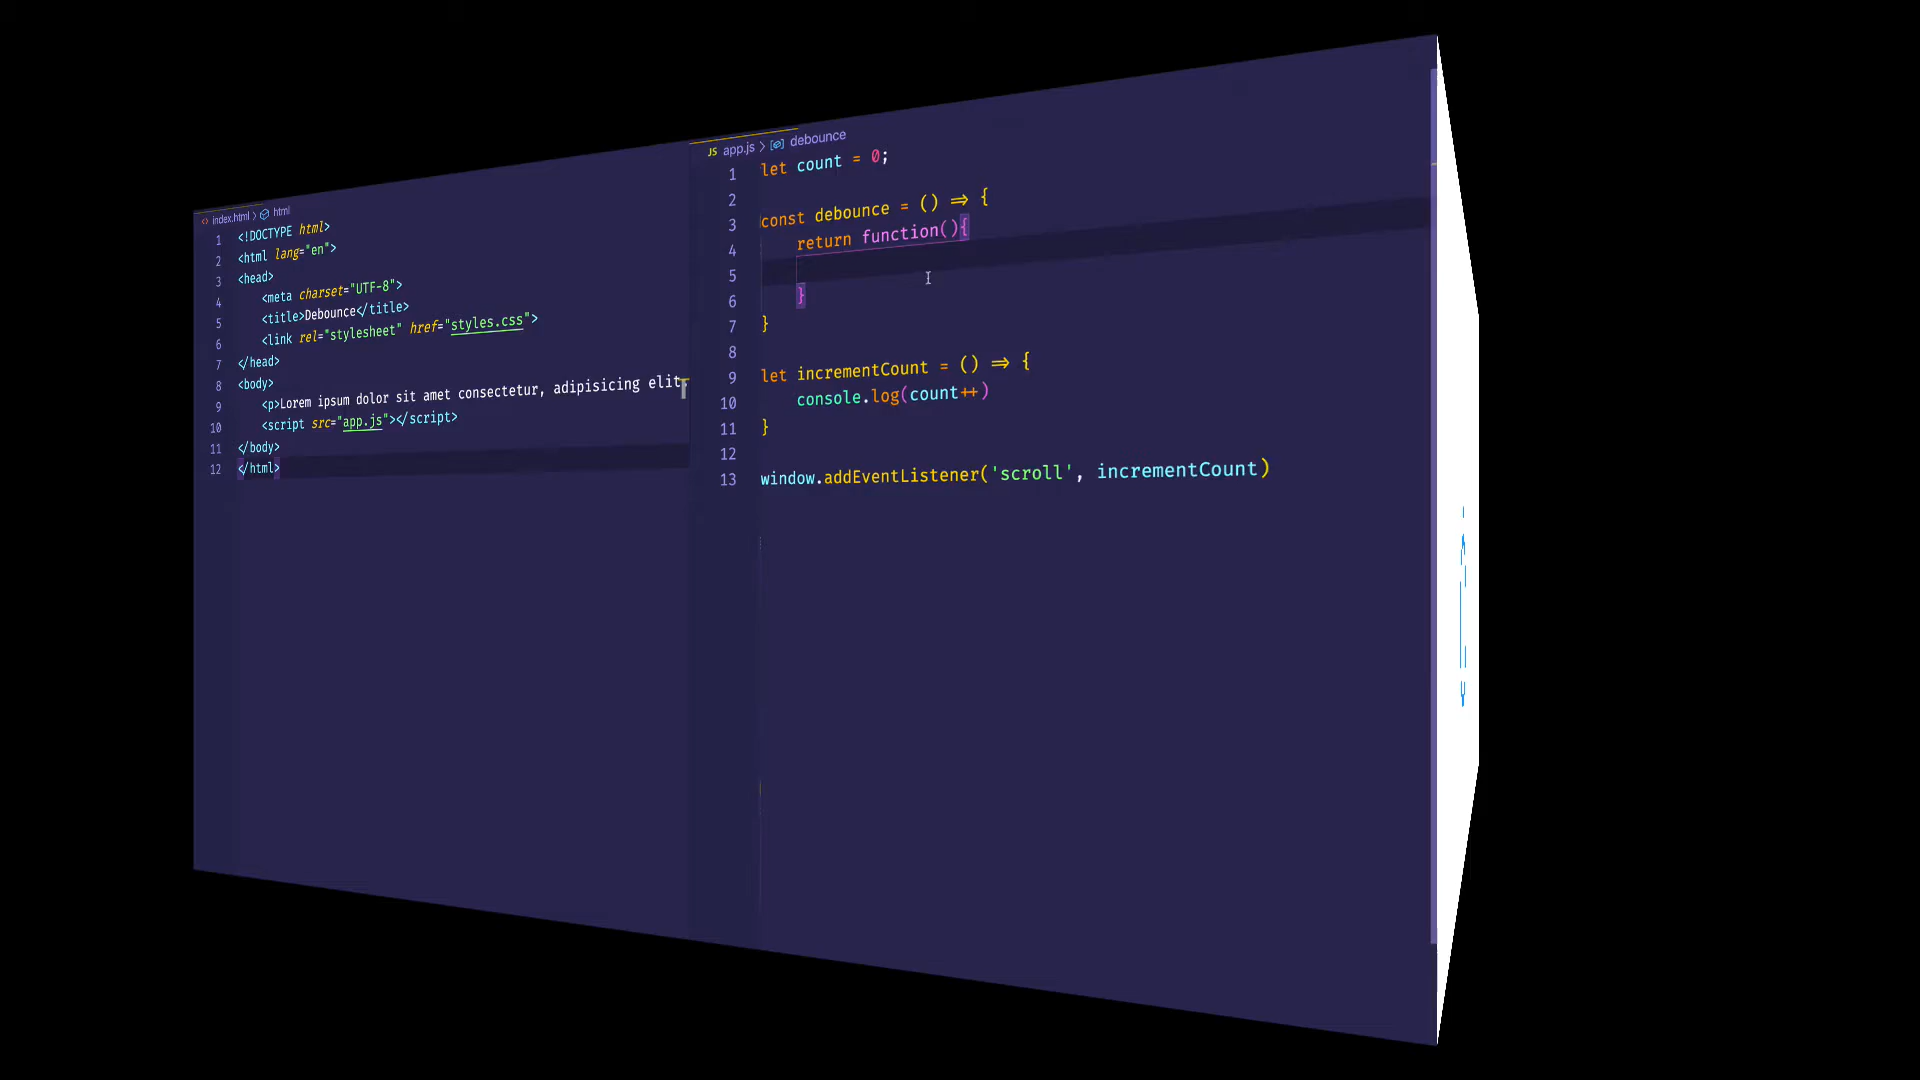 index.html > html
1 <!DOCTYPE html>
2 <html lang="en">
3 <head>
4 <meta charset="UTF-8">
5 <title>Debounce</title>
6 <link rel="stylesheet" href="styles.css">
7 </head>
8 <body>
9 <p>Lorem ipsum dolor sit amet consectetur, adipisicing elit.
10 <script src="app.js"></script>
11 </body>
12 </html>
JS app.js > debounce
1 let count = 0;
2
3 const debounce = () => {
4 return function(){
5
6 }
7 }
8
9 let incrementCount = () => {
10 console.log(count++)
11 }
12
13 window.addEventListener('scroll', incrementCount)